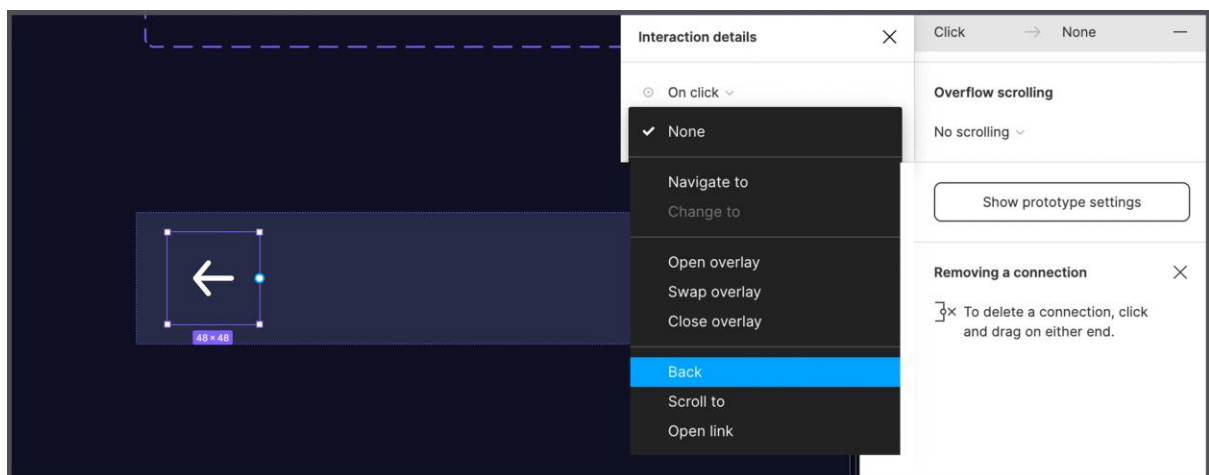 Interaction details
On click
None
Navigate to
Change to
Open overlay
Swap overlay
Close overlay
Back
Scroll to
Open link
48 × 48
Click → None
Overflow scrolling
No scrolling
Show prototype settings
Removing a connection
To delete a connection, click
and drag on either end.